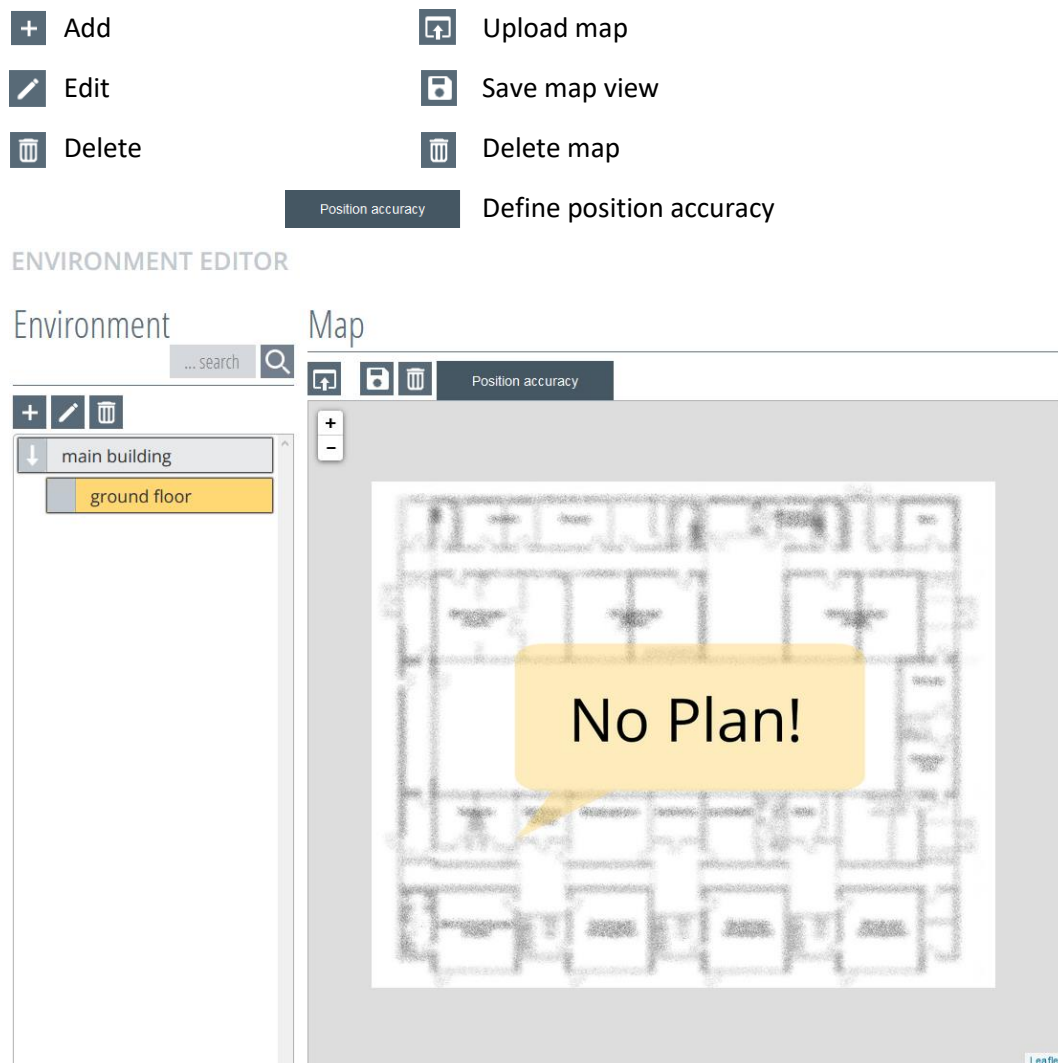 + Add
Upload map
Edit
Save map view
Delete
Delete map
Position accuracy
Define position accuracy
ENVIRONMENT EDITOR
Environment
Map
... search
Position accuracy
+
+
-
main building
ground floor
No Plan!